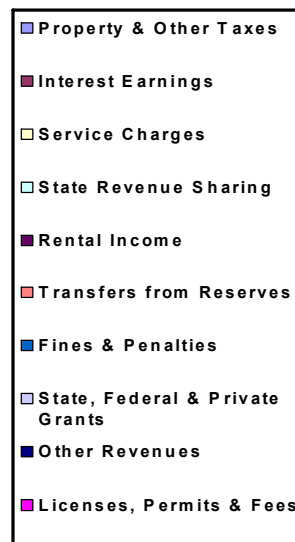 Property & Other Taxes
Interest Earnings
Service Charges
State Revenue Sharing
Rental Income
Transfers from Reserves
Fines & Penalties
State, Federal & Private
Grants
Other Revenues
Licenses, Permits & Fees